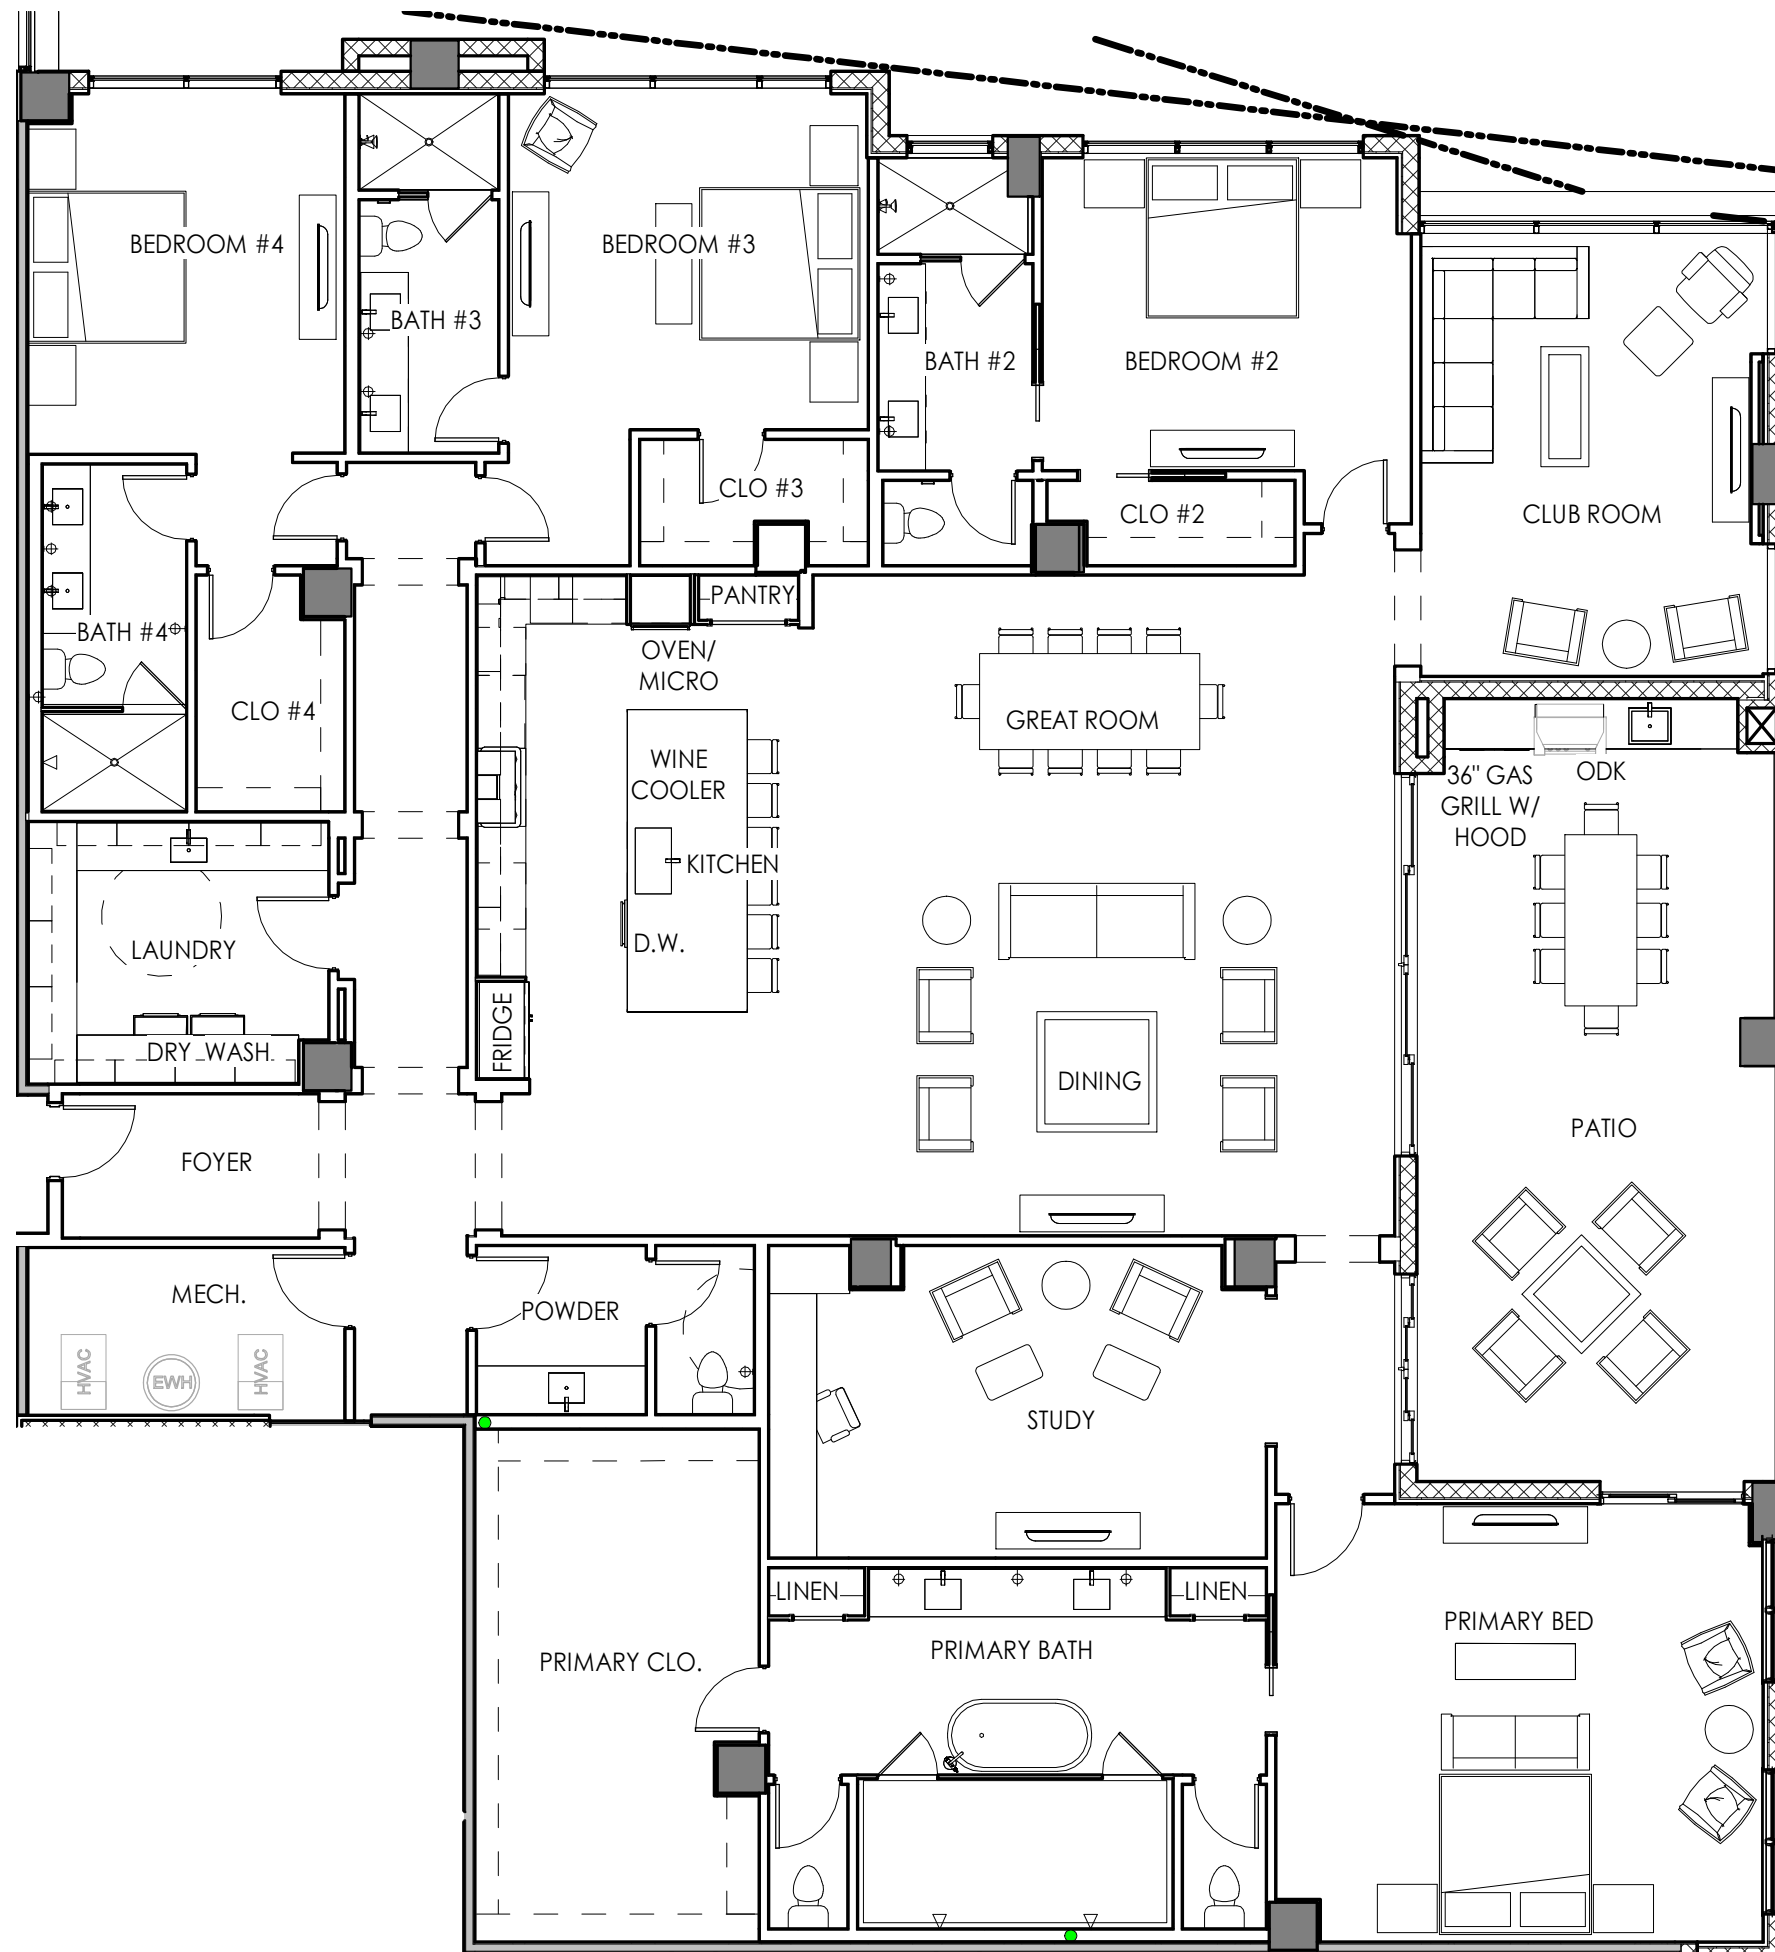 BEDROOM #4
BEDROOM #3
BATH #3
BATH #2
BEDROOM #2
CLO #3
CLO #2
CLUB ROOM
PANTRY
BATH #4
OVEN/
MICRO
CLO #4
GREAT ROOM
WINE
COOLER
36" GAS
GRILL W/
HOOD
ODK
KITCHEN
LAUNDRY
D.W.
FRIDGE
DRY WASH
DINING
PATIO
FOYER
MECH.
POWDER
HVAC
EWH
HVAC
STUDY
LINEN
LINEN
PRIMARY BED
PRIMARY CLO.
PRIMARY BATH